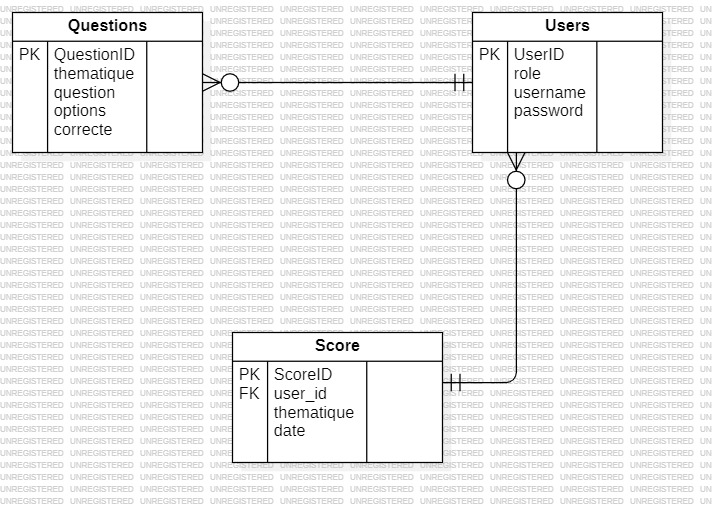 Questions
PK QuestionID
thematique
question
options
correcte
Users
PK UserID
role
username
password
Score
PK ScoreID
FK user_id
thematique
date
UNREGISTERED